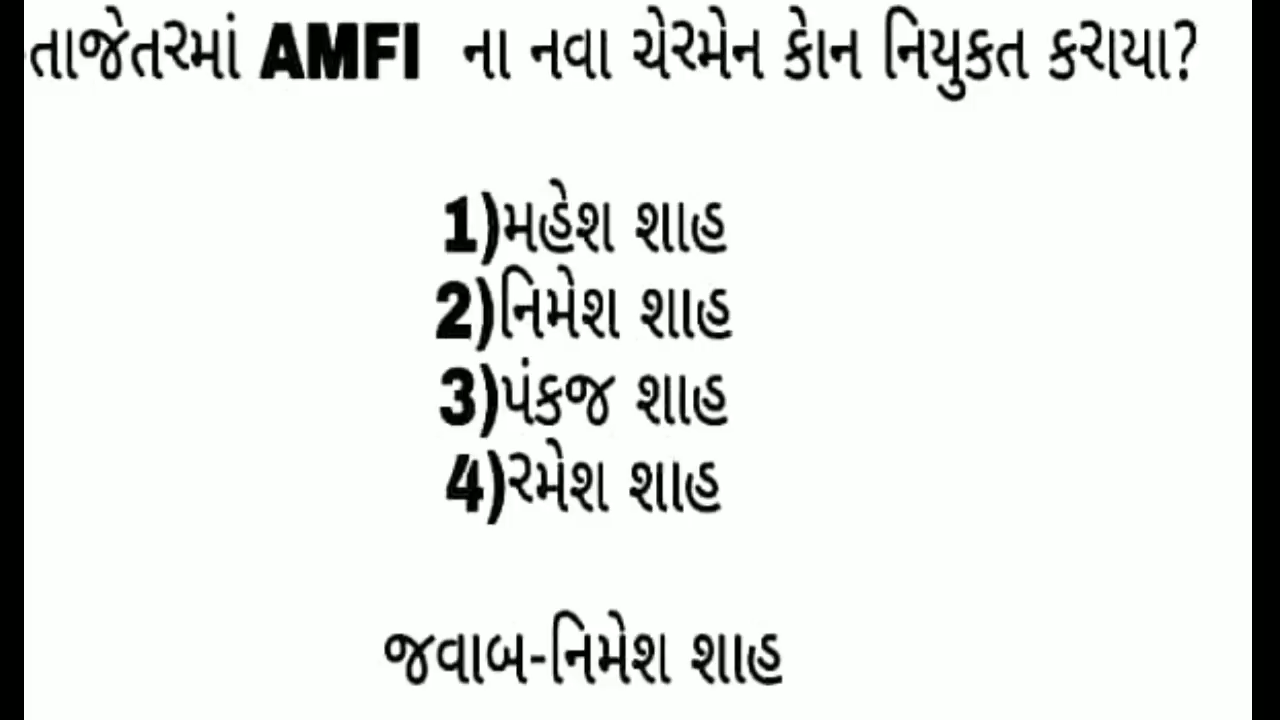 તાજેતરમાં AMFI ના નવા ચેરમેન કોન નિયુકત કરાયા?
1)મહેશ શાહ
2)નિમેશ શાહ
3)પંકજ શાહ
4)રમેશ શાહ
જવાબ-નિમેશ શાહ